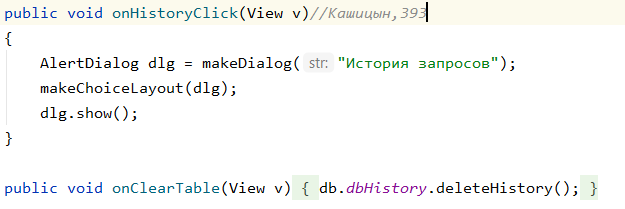 public void onHistoryClick(View v)//Кашицын,393
{
    AlertDialog dlg = makeDialog( str: "История запросов");
    makeChoiceLayout(dlg);
    dlg.show();
}
public void onClearTable(View v) { db.dbHistory.deleteHistory(); }